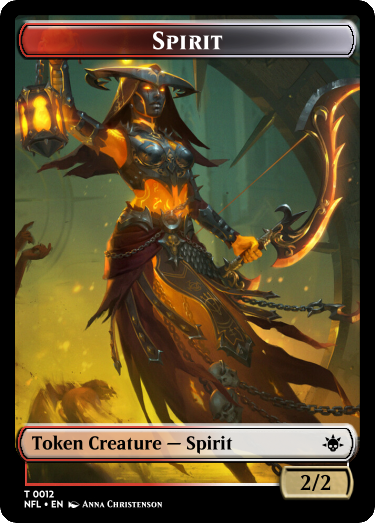 Spirit
Token Creature — Spirit
2/2
T 0012
NFL • EN Anna Christenson